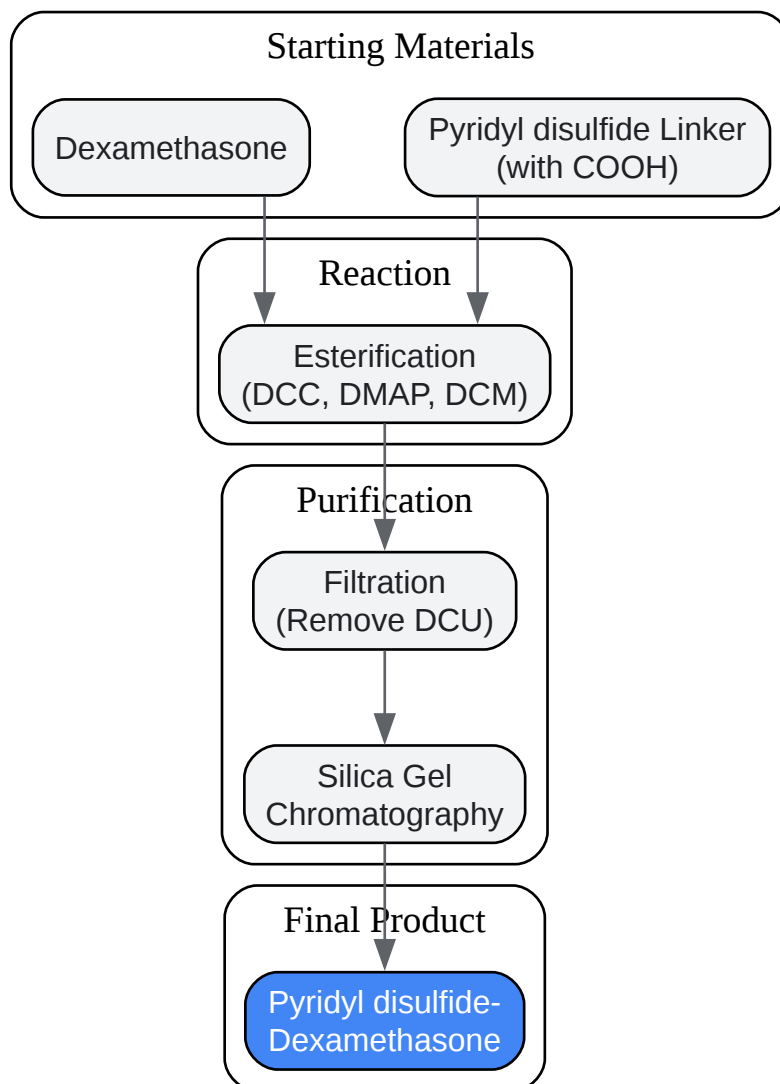 Starting Materials
Dexamethasone
Pyridyl disulfide Linker
(with COOH)
Reaction
Esterification
(DCC, DMAP, DCM)
Purification
Filtration
(Remove DCU)
Silica Gel
Chromatography
Final Product
Pyridyl disulfide-
Dexamethasone